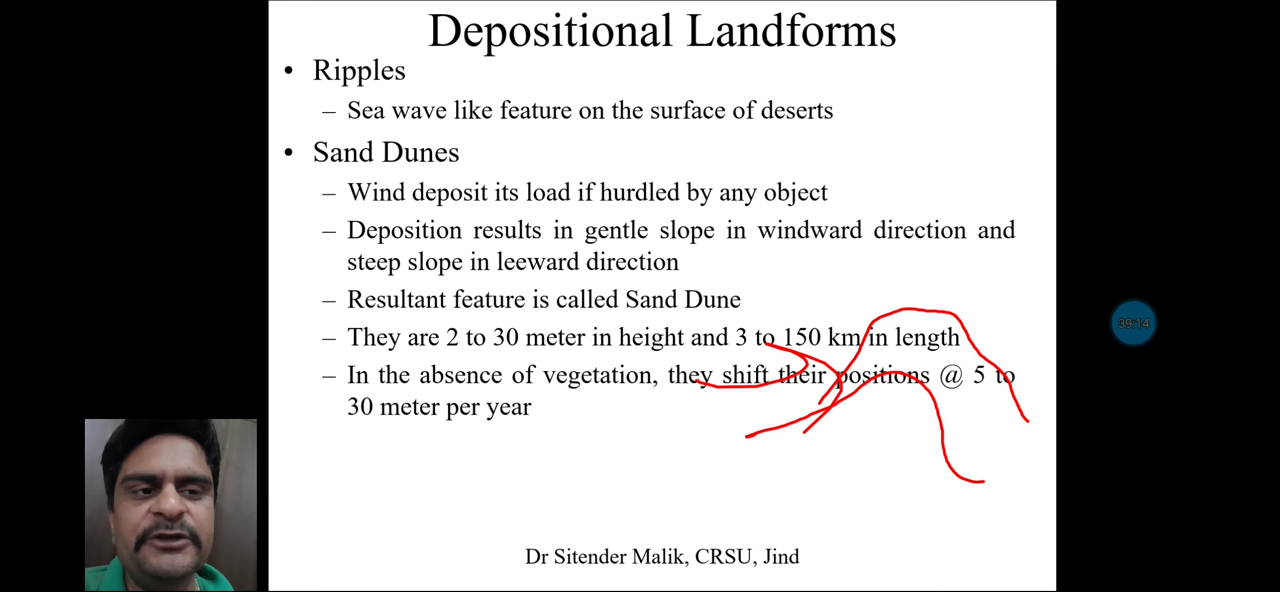 Depositional Landforms
• Ripples
– Sea wave like feature on the surface of deserts
• Sand Dunes
– Wind deposit its load if hurdled by any object
– Deposition results in gentle slope in windward direction and
steep slope in leeward direction
– Resultant feature is called Sand Dune
– They are 2 to 30 meter in height and 3 to 150 km in length
– In the absence of vegetation, they shift their positions @ 5 to
30 meter per year
39:14
Dr Sitender Malik, CRSU, Jind